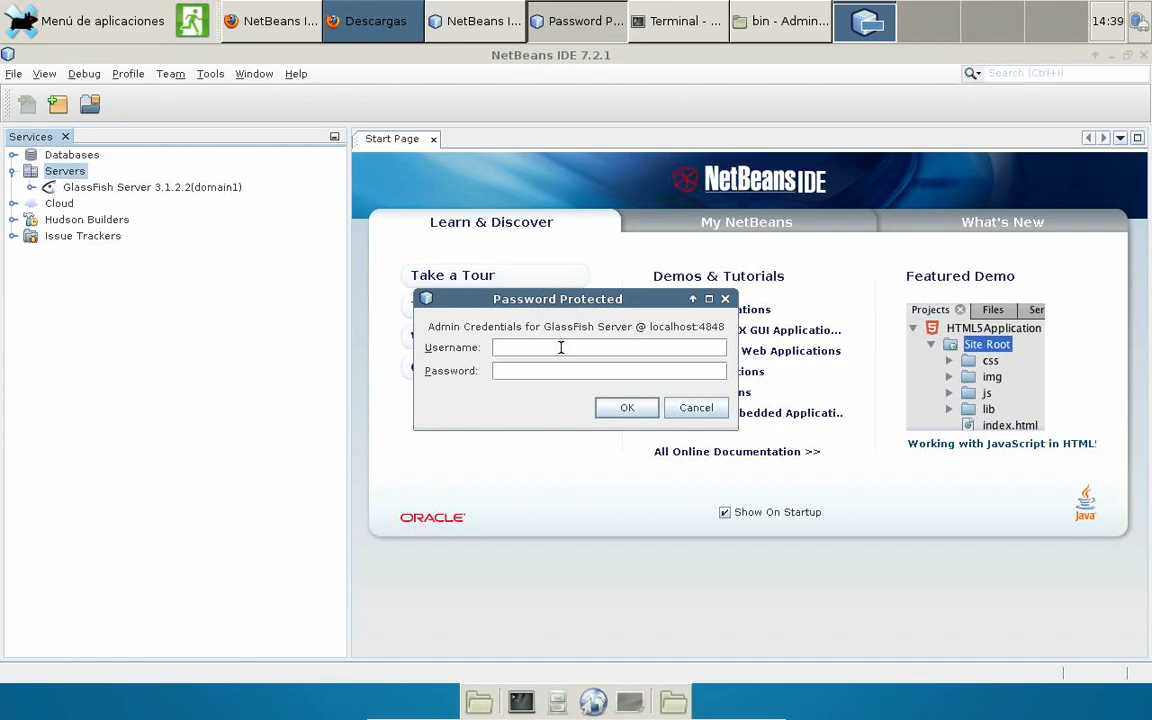 Menú de aplicaciones
NetBeans I...
Descargas
NetBeans I...
Password P...
Terminal - ...
bin - Admin...
14:39
NetBeans IDE 7.2.1
File View Debug Profile Team Tools Window Help
Search (Ctrl+I)
Services
Start Page
Databases
Servers
GlassFish Server 3.1.2.2(domain1)
Cloud
Hudson Builders
Issue Trackers
NetBeans IDE
Learn & Discover
My NetBeans
What's New
Take a Tour
Demos & Tutorials
Featured Demo
ations
X GUI Applicatio...
Web Applications
ions
ns
bedded Applicati..
All Online Documentation >>
Projects
Files
Ser
HTML5Application
Site Root
css
img
js
lib
index.html
Working with JavaScript in HTML!
Password Protected
Admin Credentials for GlassFish Server @ localhost:4848
Username:
Password:
OK
Cancel
ORACLE
Show On Startup
Java